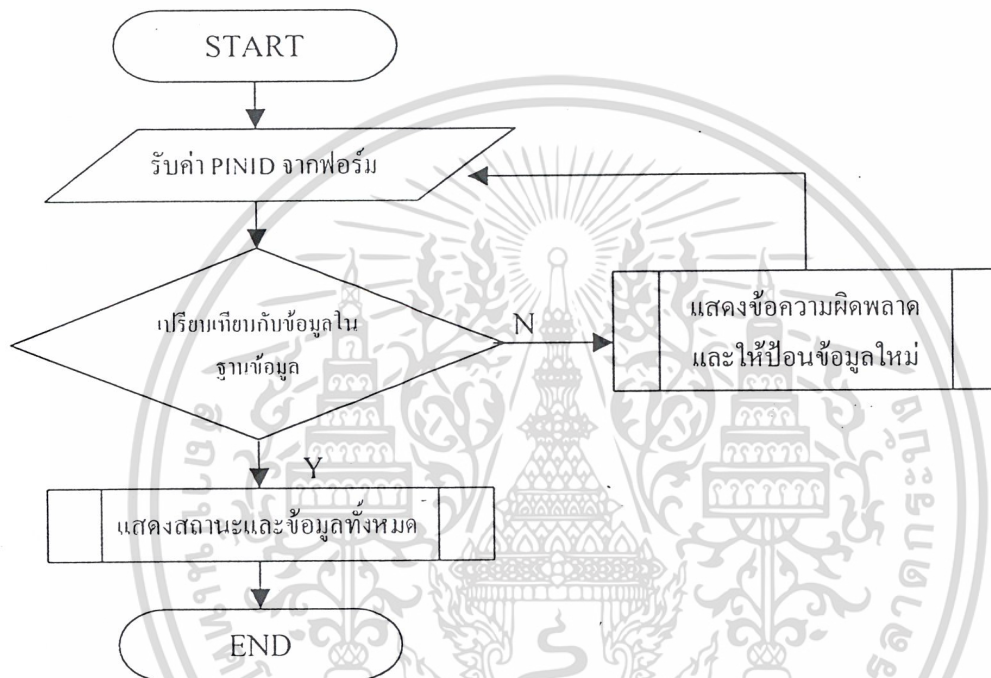 START
รับค่า PINID จากฟอร์ม
เปรียบเทียบกับข้อมูลใน
ฐานข้อมูล
N
แสดงข้อความผิดพลาด
และให้ป้อนข้อมูลใหม่
Y
แสดงสถานะและข้อมูลทั้งหมด
END